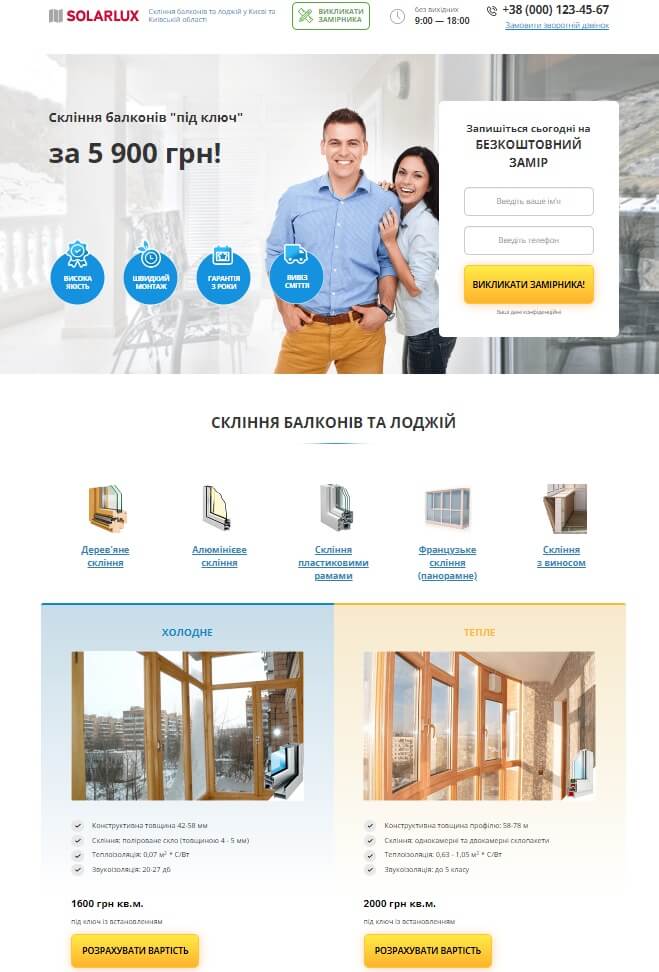 SOLARLUX
Скління балконів та лоджій у Києві та
Київській області
ВИКЛИКАТИ
ЗАМІРНИКА
без вихідних
9:00 — 18:00
+38 (000) 123-45-67
Замовити зворотній дзвінок
Скління балконів "під ключ"
за 5 900 грн!
ВИСОКА
ЯКІСТЬ
ШВИДКИЙ
МОНТАЖ
ГАРАНТІЯ
3 РОКИ
ВИВІЗ
СМІТТЯ
Запишіться сьогодні на
БЕЗКОШТОВНИЙ
ЗАМІР
Введіть ваше ім'я
Введіть телефон
ВИКЛИКАТИ ЗАМІРНИКА!
Ваші дані конфіденційні
СКЛІННЯ БАЛКОНІВ ТА ЛОДЖІЙ
Дерев'яне
скління
Алюмінієве
скління
Скління
пластиковими
рамами
Французьке
скління
(панорамне)
Скління
з виносом
ХОЛОДНЕ
Конструктивна товщина 42-58 мм
Скління: поліроване скло (товщиною 4 - 5 мм)
Теплоізоляція: 0,07 м² * С/Вт
Звукоізоляція: 20-27 дб
1600 грн кв.м.
під ключ із встановленням
РОЗРАХУВАТИ ВАРТІСТЬ
ТЕПЛЕ
Конструктивна товщина профілю: 58-78 м
Скління: однокамерні та двокамерні склопакети
Теплоізоляція: 0,63 - 1,05 м² * С/Вт
Звукоізоляція: до 5 класу
2000 грн кв.м.
під ключ із встановленням
РОЗРАХУВАТИ ВАРТІСТЬ